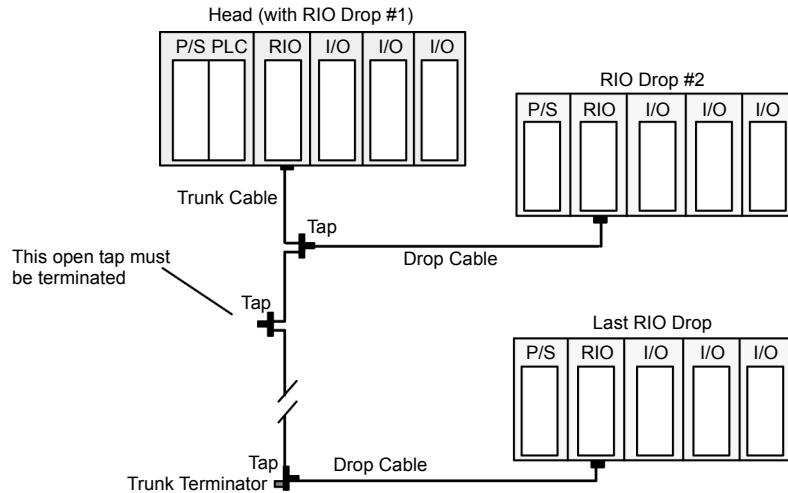 Head (with RIO Drop #1)
P/S PLC RIO I/O I/O I/O
RIO Drop #2
P/S RIO I/O I/O I/O
Trunk Cable
Tap
Drop Cable
This open tap must
be terminated
Tap
Last RIO Drop
P/S RIO I/O I/O I/O
Tap
Drop Cable
Trunk Terminator